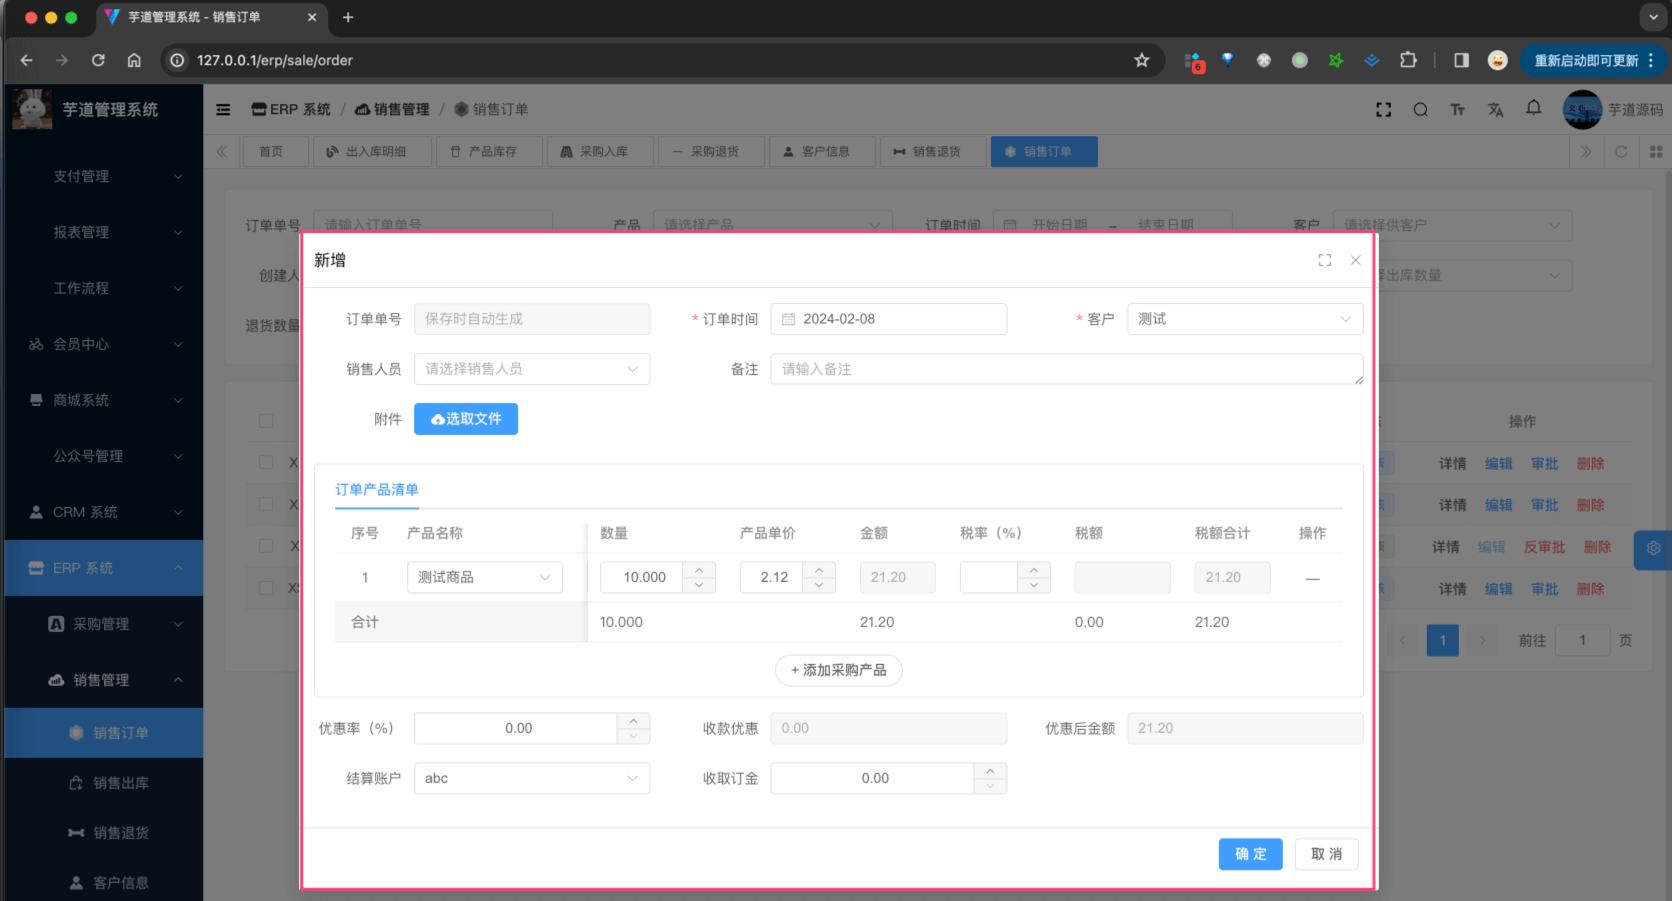 芋道管理系统 - 销售订单
127.0.0.1/erp/sale/order
6
重新启动即可更新
芋道管理系统
ERP 系统 / 销售管理 / 销售订单
芋道源码
首页 出入库明细 产品库存 采购入库 采购退货 客户信息 销售退货 销售订单
支付管理
报表管理
工作流程
会员中心
商城系统
公众号管理
CRM 系统
ERP 系统
采购管理
销售管理
销售订单
销售出库
销售退货
客户信息
订单单号 请输入订单单号 产品 请选择产品 订单时间 开始日期 - 结束日期 客户 请选择供客户
创建人 出库数量
退货数量
新增
订单单号 保存时自动生成 * 订单时间 2024-02-08 * 客户 测试
销售人员 请选择销售人员 备注 请输入备注
附件 选取文件
订单产品清单
序号 产品名称 数量 产品单价 金额 税率（%） 税额 税额合计 操作
1 测试商品 10.000 2.12 21.20 21.20 —
合计 10.000 21.20 0.00 21.20
+ 添加采购产品
优惠率（%） 0.00 收款优惠 0.00 优惠后金额 21.20
结算账户 abc 收取订金 0.00
确定 取消
操作
X 详情 编辑 审批 删除
X 详情 编辑 审批 删除
X 详情 编辑 反审批 删除
X 详情 编辑 审批 删除
1 前往 1 页